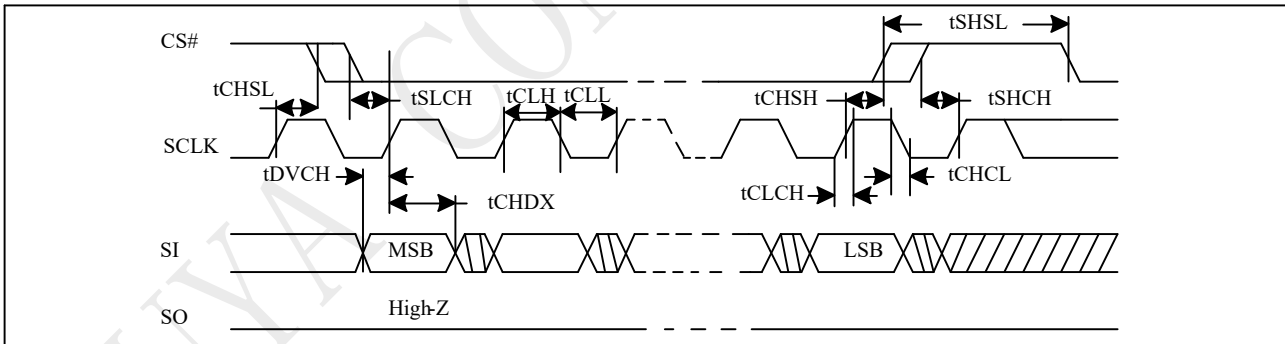 tSHSL
CS#
tCHSL
tSLCH
tCLH
tCLL
tCHSH
tSHCH
SCLK
tDVCH
tCHDX
tCLCH
tCHCL
SI
MSB
LSB
High-Z
SO